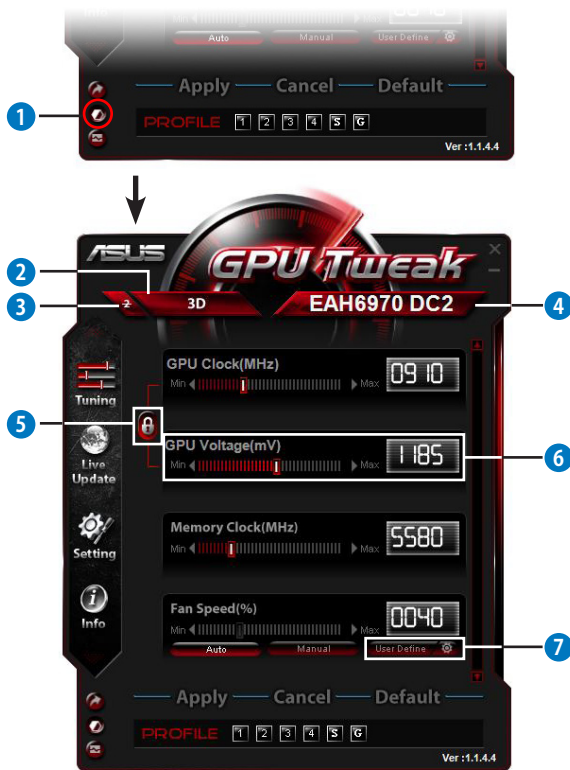 Min Max
Auto Manual User Define
Apply Cancel Default
1
PROFILE 1 2 3 4 S G
Ver :1.1.4.4
ASUS GPU Tweak
2
3 2 3D EAH6970 DC2 4
GPU Clock(MHz)
Min Max 0910
Tuning
5
GPU Voltage(mV)
Min Max 1185 6
Live
Update
Memory Clock(MHz)
Min Max 5580
Setting
Fan Speed(%)
Min Max 0040
Info
Auto Manual User Define 7
Apply Cancel Default
PROFILE 1 2 3 4 S G
Ver :1.1.4.4